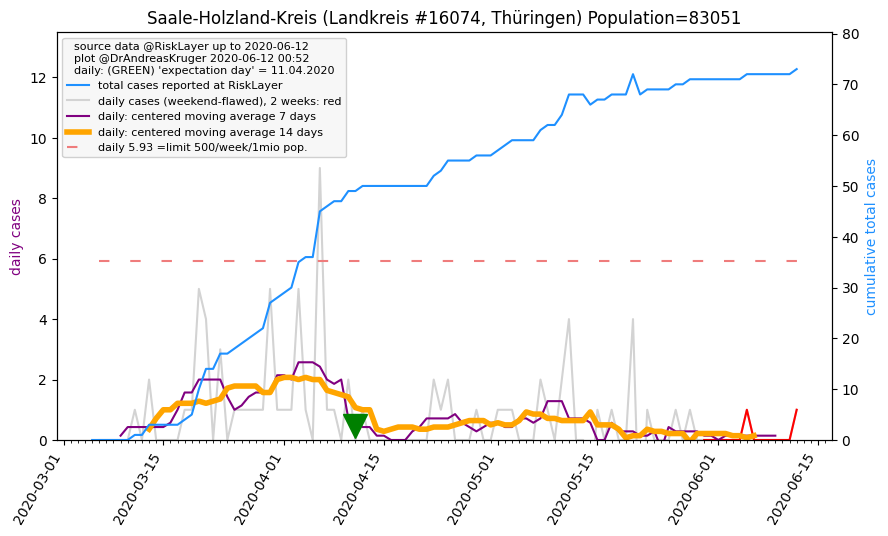 Saale-Holzland-Kreis (Landkreis #16074, Thüringen) Population=83051
source data @RiskLayer up to 2020-06-12
plot @DrAndreasKruger 2020-06-12 00:52
daily: (GREEN) 'expectation day' = 11.04.2020
total cases reported at RiskLayer
daily cases (weekend-flawed), 2 weeks: red
daily: centered moving average 7 days
daily: centered moving average 14 days
daily 5.93 =limit 500/week/1mio pop.
daily cases
12
10
8
6
4
2
0
80
70
60
50
40
30
20
10
0
cumulative total cases
2020-03-01
2020-03-15
2020-04-01
2020-04-15
2020-05-01
2020-05-15
2020-06-01
2020-06-15